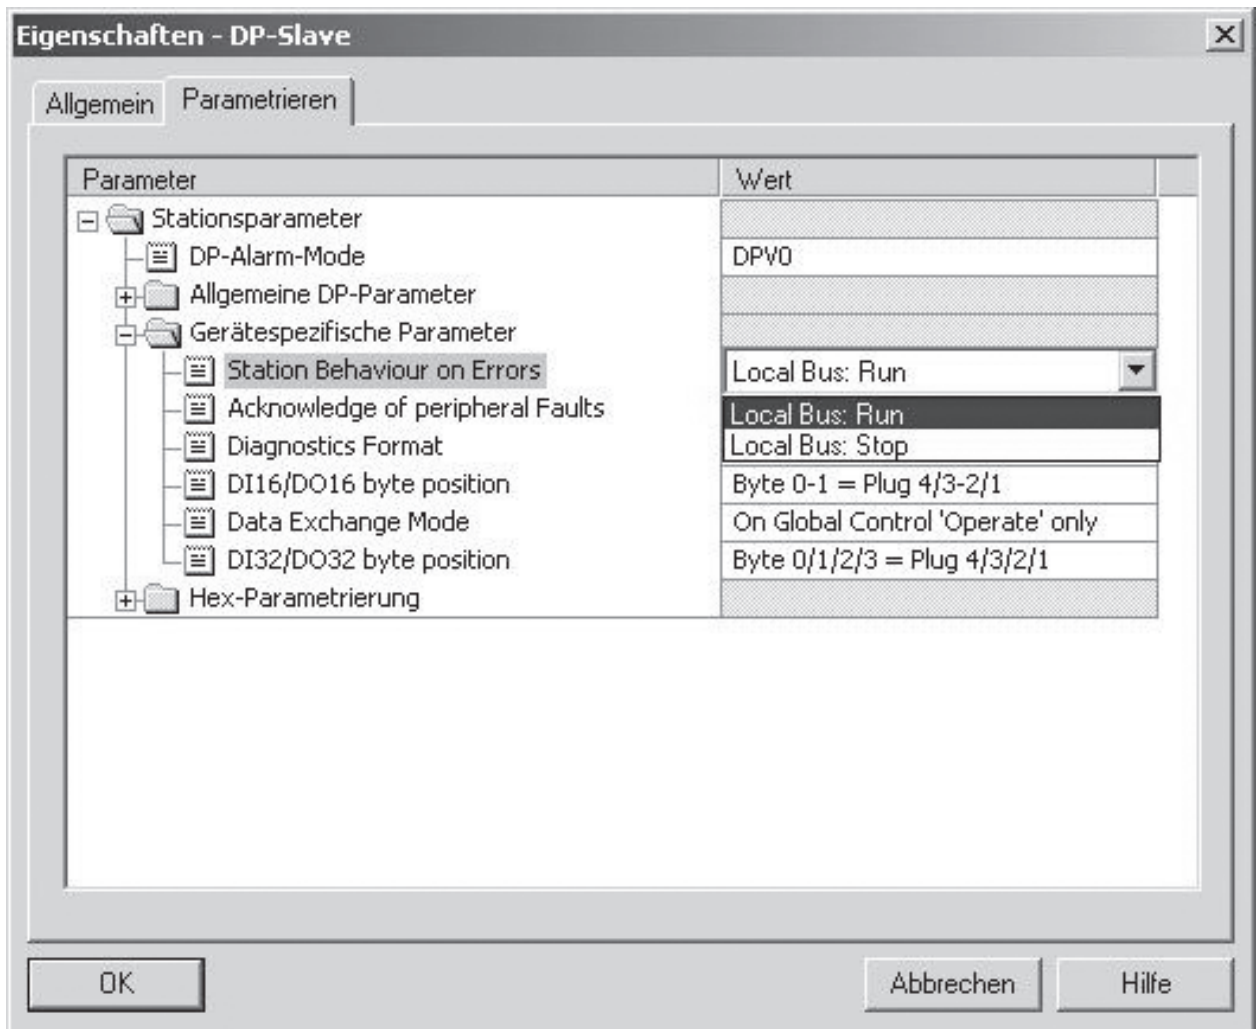 Eigenschaften - DP-Slave
Allgemein Parametrieren
Parameter Wert
Stationsparameter
DP-Alarm-Mode DPV0
Allgemeine DP-Parameter
Gerätespezifische Parameter
Station Behaviour on Errors Local Bus: Run
Acknowledge of peripheral Faults Local Bus: Run
Diagnostics Format Local Bus: Stop
DI16/DO16 byte position Byte 0-1 = Plug 4/3-2/1
Data Exchange Mode On Global Control 'Operate' only
DI32/DO32 byte position Byte 0/1/2/3 = Plug 4/3/2/1
Hex-Parametrierung
OK Abbrechen Hilfe